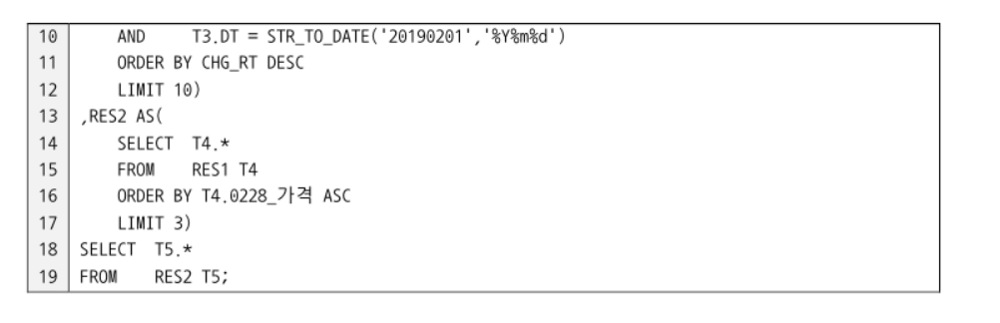 10 AND T3.DT = STR_TO_DATE('20190201','%Y%m%d')
11 ORDER BY CHG_RT DESC
12 LIMIT 10)
13 ,RES2 AS(
14 SELECT T4.*
15 FROM RES1 T4
16 ORDER BY T4.0228_가격 ASC
17 LIMIT 3)
18 SELECT T5.*
19 FROM RES2 T5;